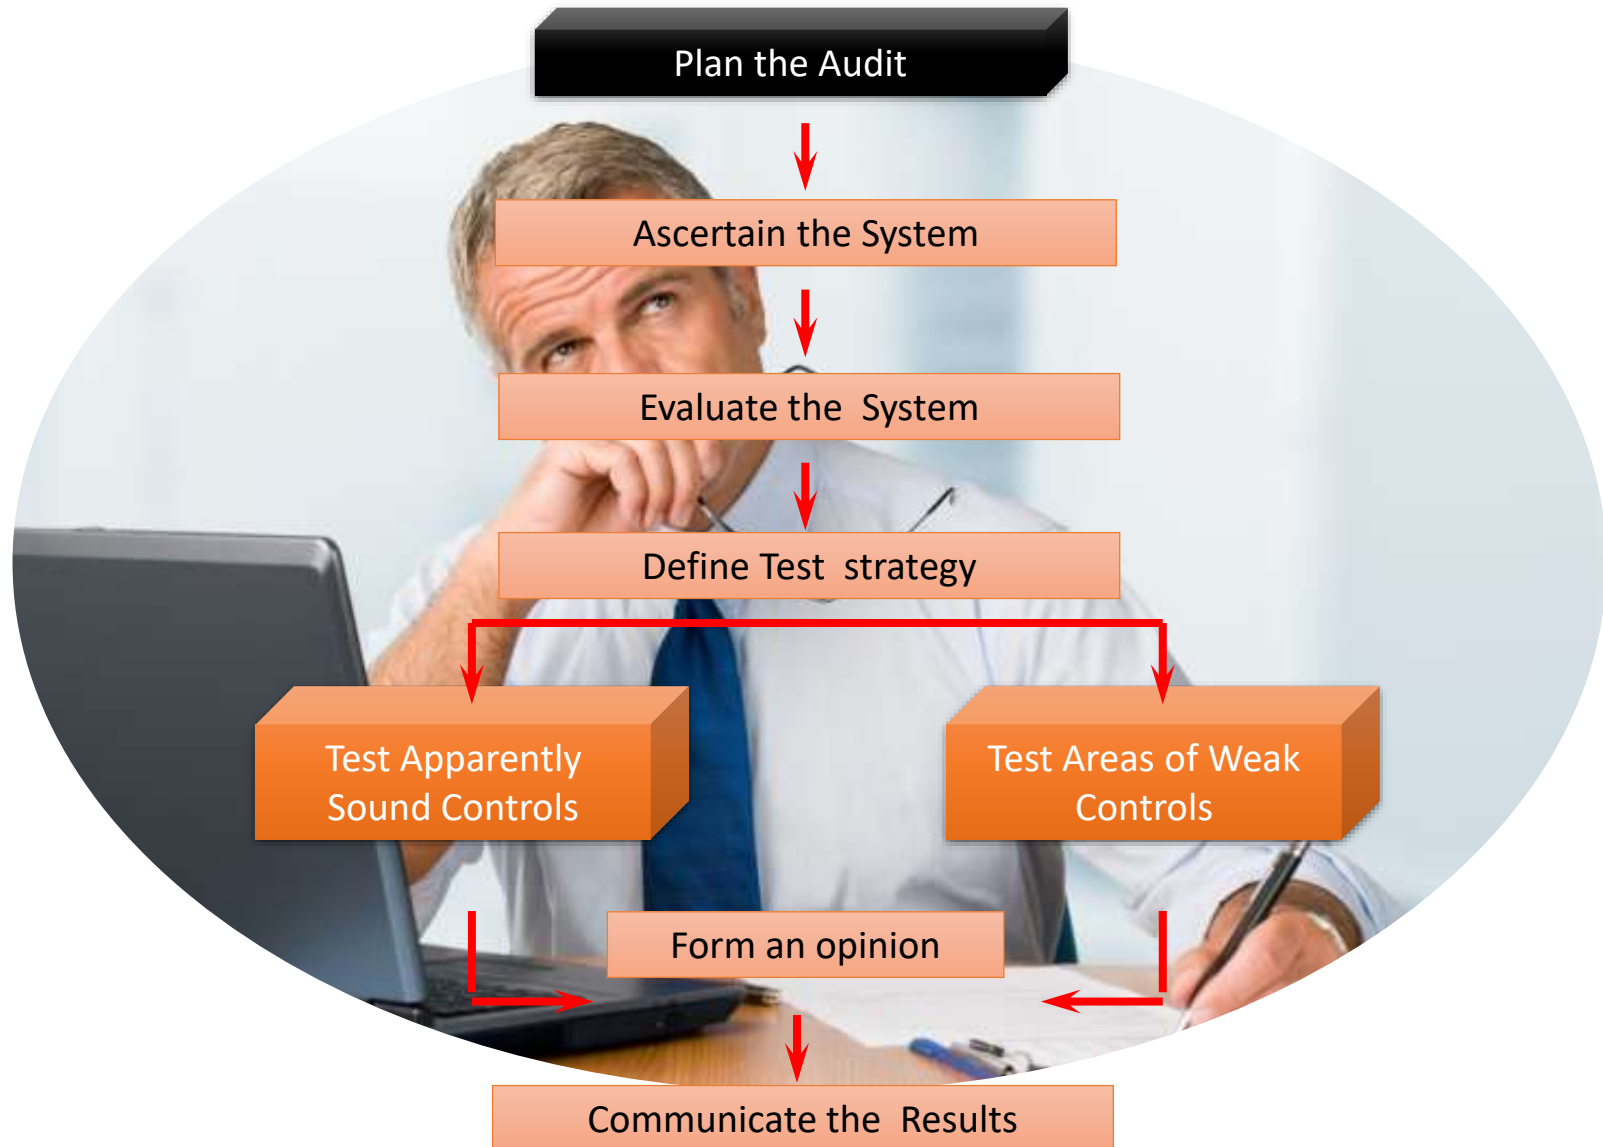 Plan the Audit
Ascertain the System
Evaluate the  System
Define Test  strategy
Test Apparently
Sound Controls
Test Areas of Weak
Controls
Form an opinion
Communicate the  Results